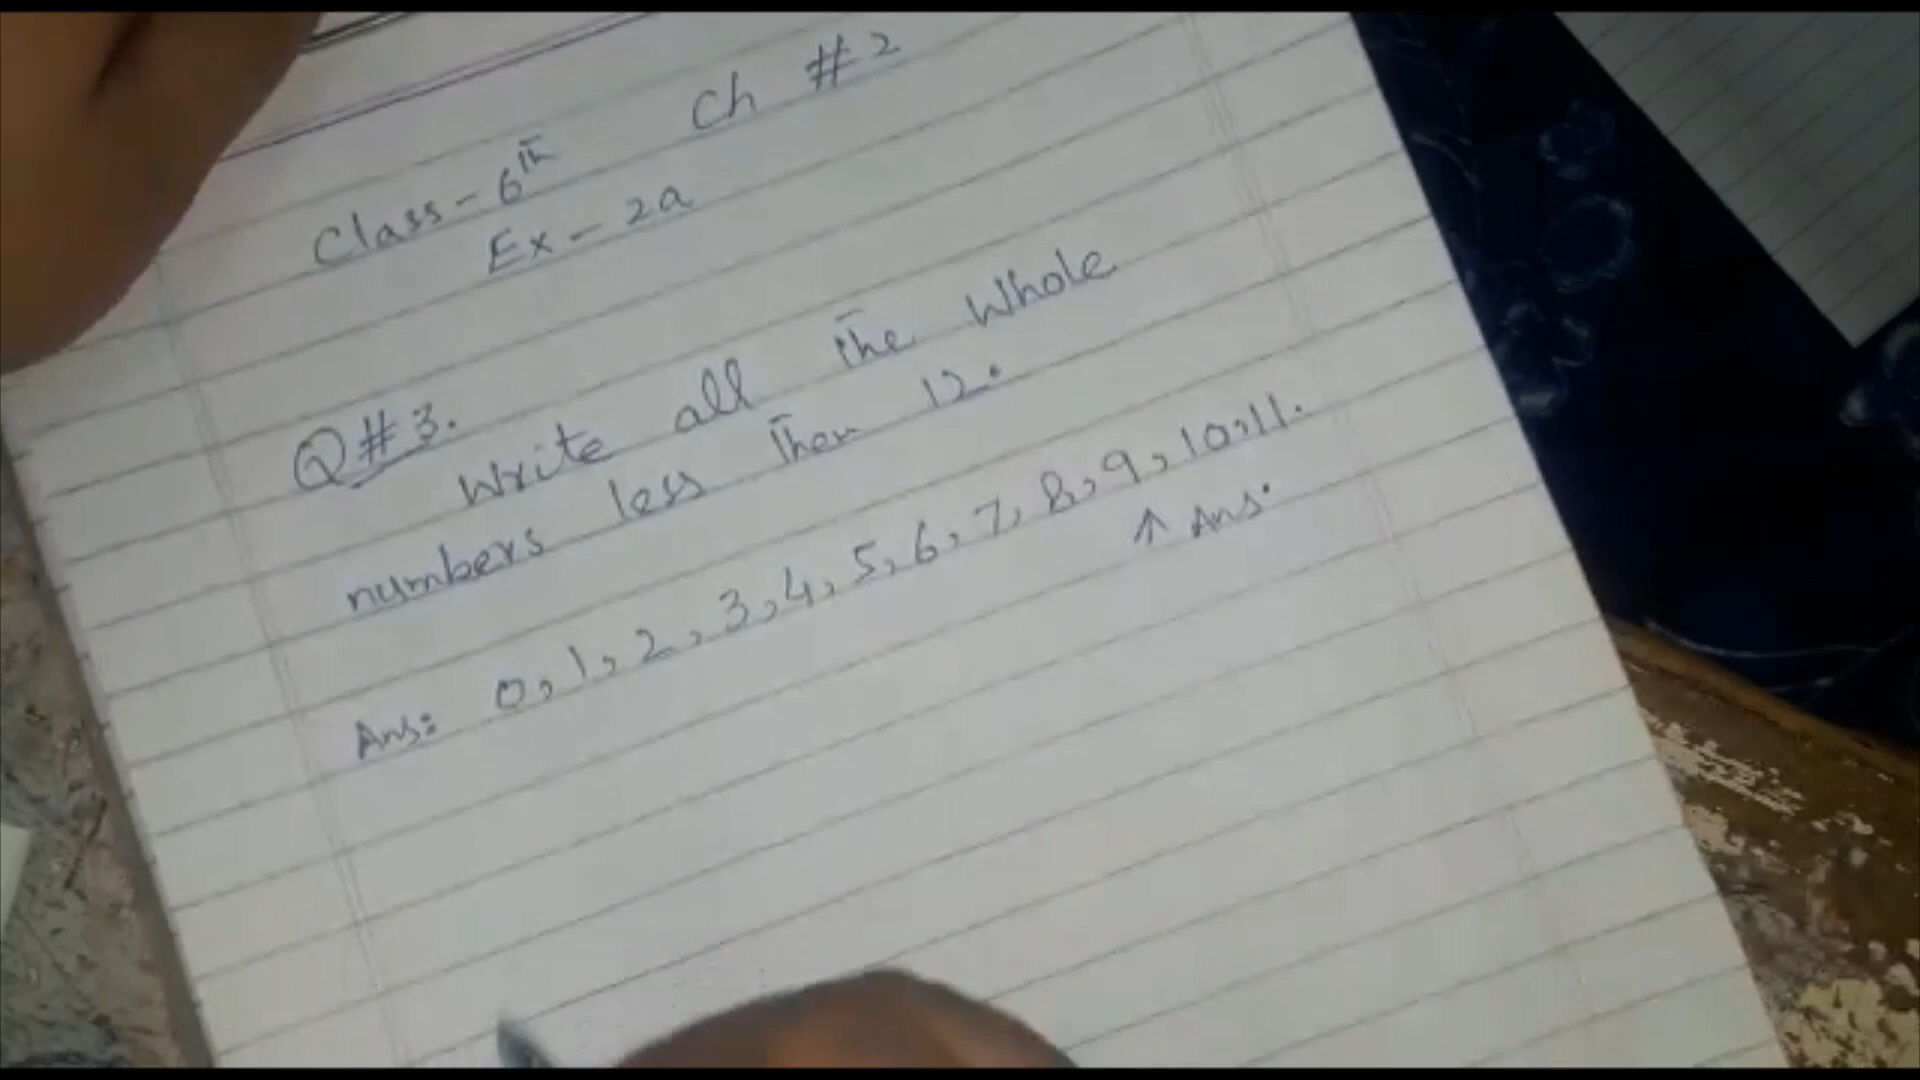 Ch #2
Class-6th
Ex-2a
Q#3.
Write all the Whole
numbers less then 12.
Ans: 0, 1, 2, 3, 4, 5, 6, 7, 8, 9, 10, 11.
↑ Ans.